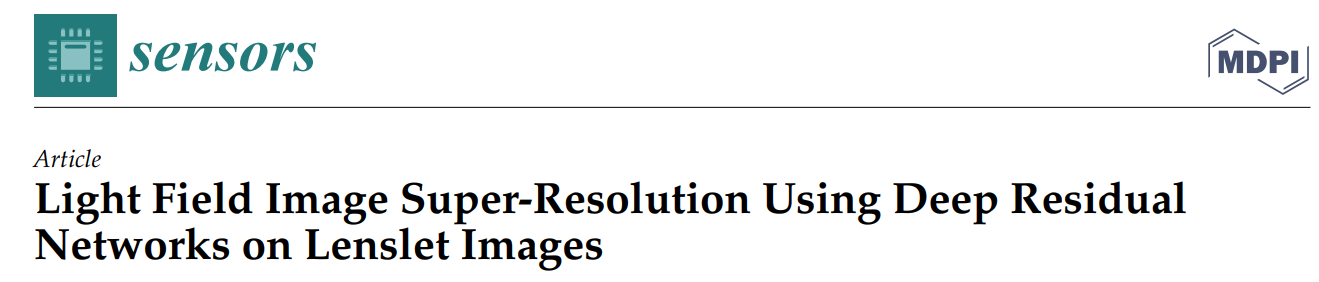 sensors
MDPI
Article
Light Field Image Super-Resolution Using Deep Residual
Networks on Lenslet Images